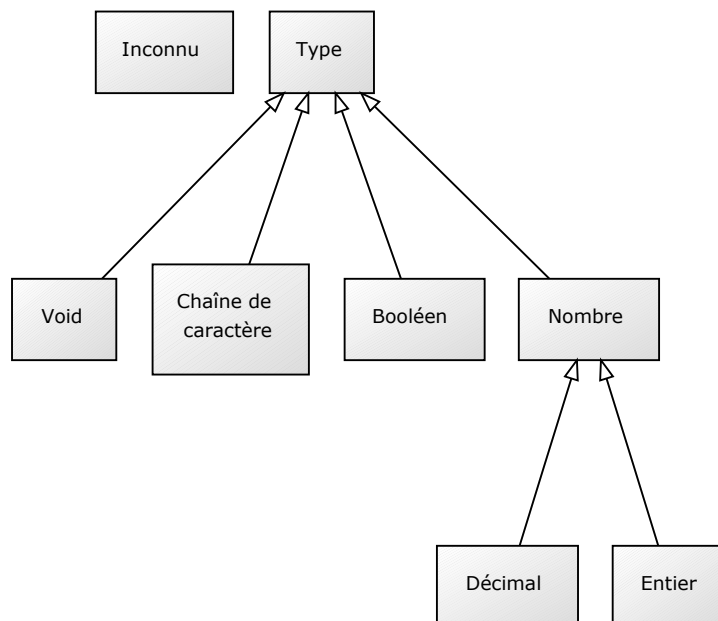 Inconnu
Type
Void
Chaîne de
caractère
Booléen
Nombre
Décimal
Entier